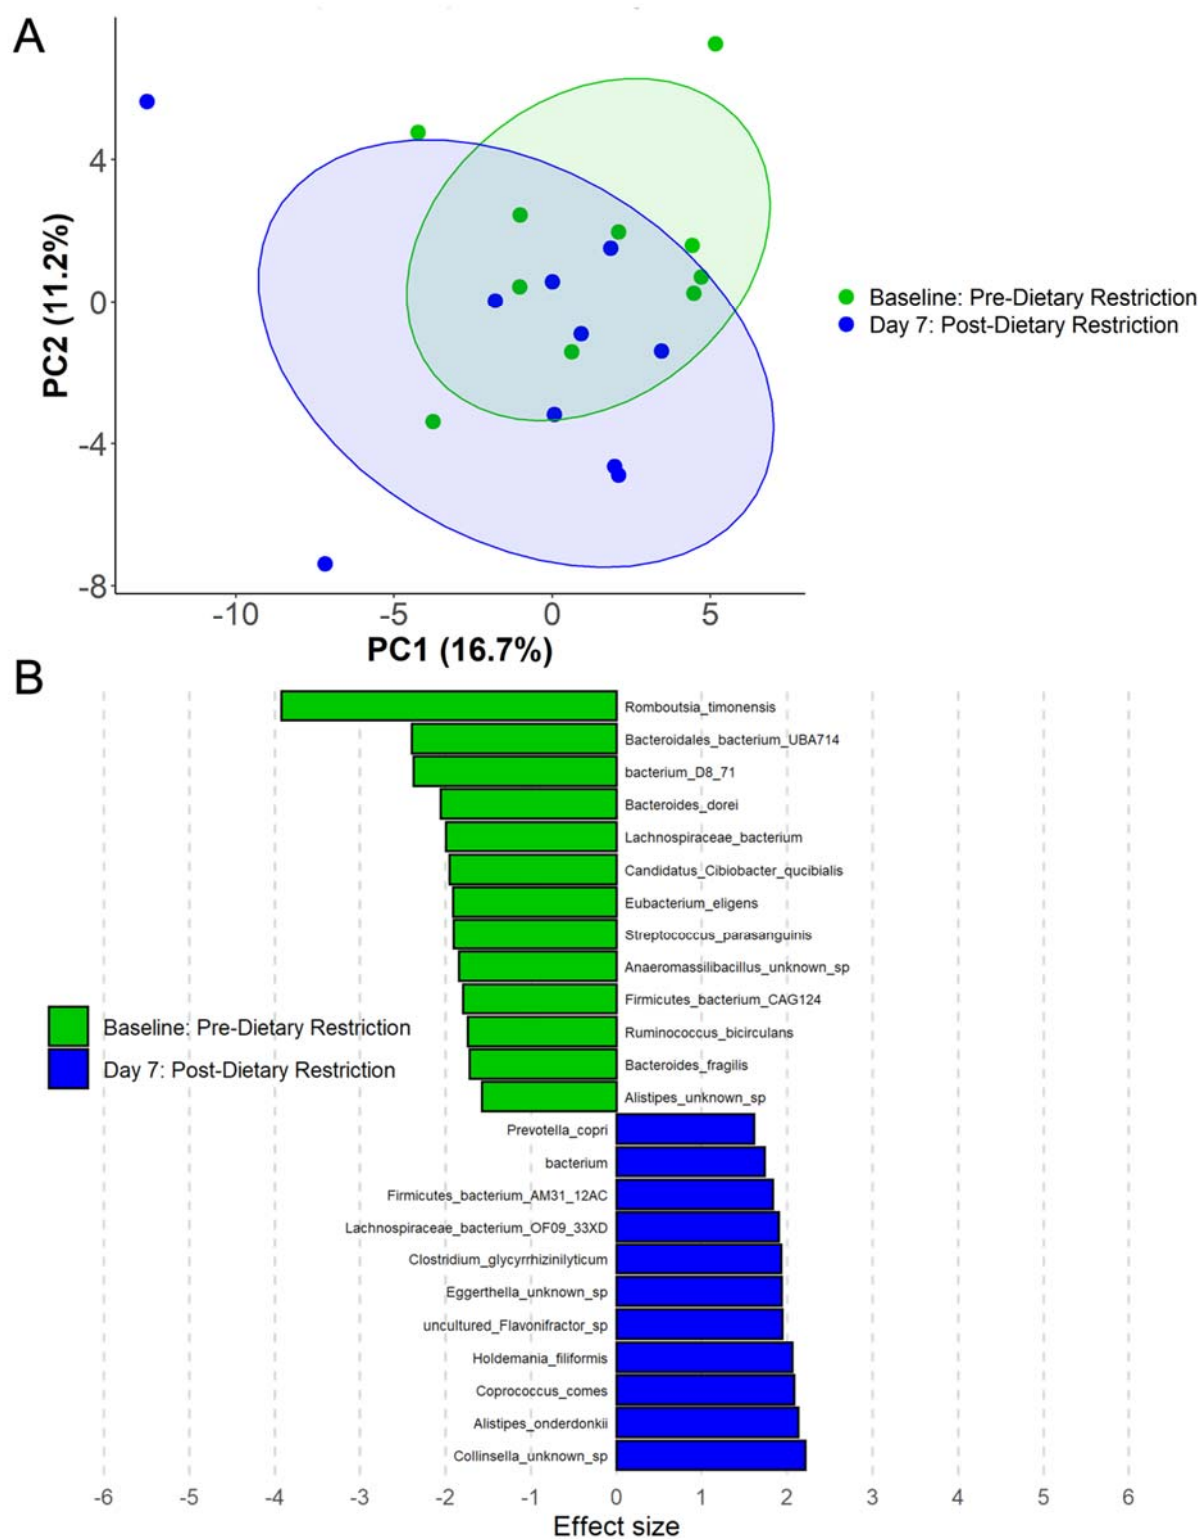 A
4
0
-4
-8
PC2 (11.2%)
-10 -5 0 5
PC1 (16.7%)
Baseline: Pre-Dietary Restriction
Day 7: Post-Dietary Restriction
B
Romboutsia_timonensis
Bacteroidales_bacterium_UBA714
bacterium_D8_71
Bacteroides_dorei
Lachnospiraceae_bacterium
Candidatus_Cibiobacter_qucibialis
Eubacterium_eligens
Streptococcus_parasanguinis
Anaeromassilibacillus_unknown_sp
Firmicutes_bacterium_CAG124
Ruminococcus_bicirculans
Bacteroides_fragilis
Alistipes_unknown_sp
Baseline: Pre-Dietary Restriction
Day 7: Post-Dietary Restriction
Prevotella_copri
bacterium
Firmicutes_bacterium_AM31_12AC
Lachnospiraceae_bacterium_OF09_33XD
Clostridium_glycyrrhizinilyticum
Eggerthella_unknown_sp
uncultured_Flavonifractor_sp
Holdemania_filiformis
Coprococcus_comes
Alistipes_onderdonkii
Collinsella_unknown_sp
-6 -5 -4 -3 -2 -1 0 1 2 3 4 5 6
Effect size